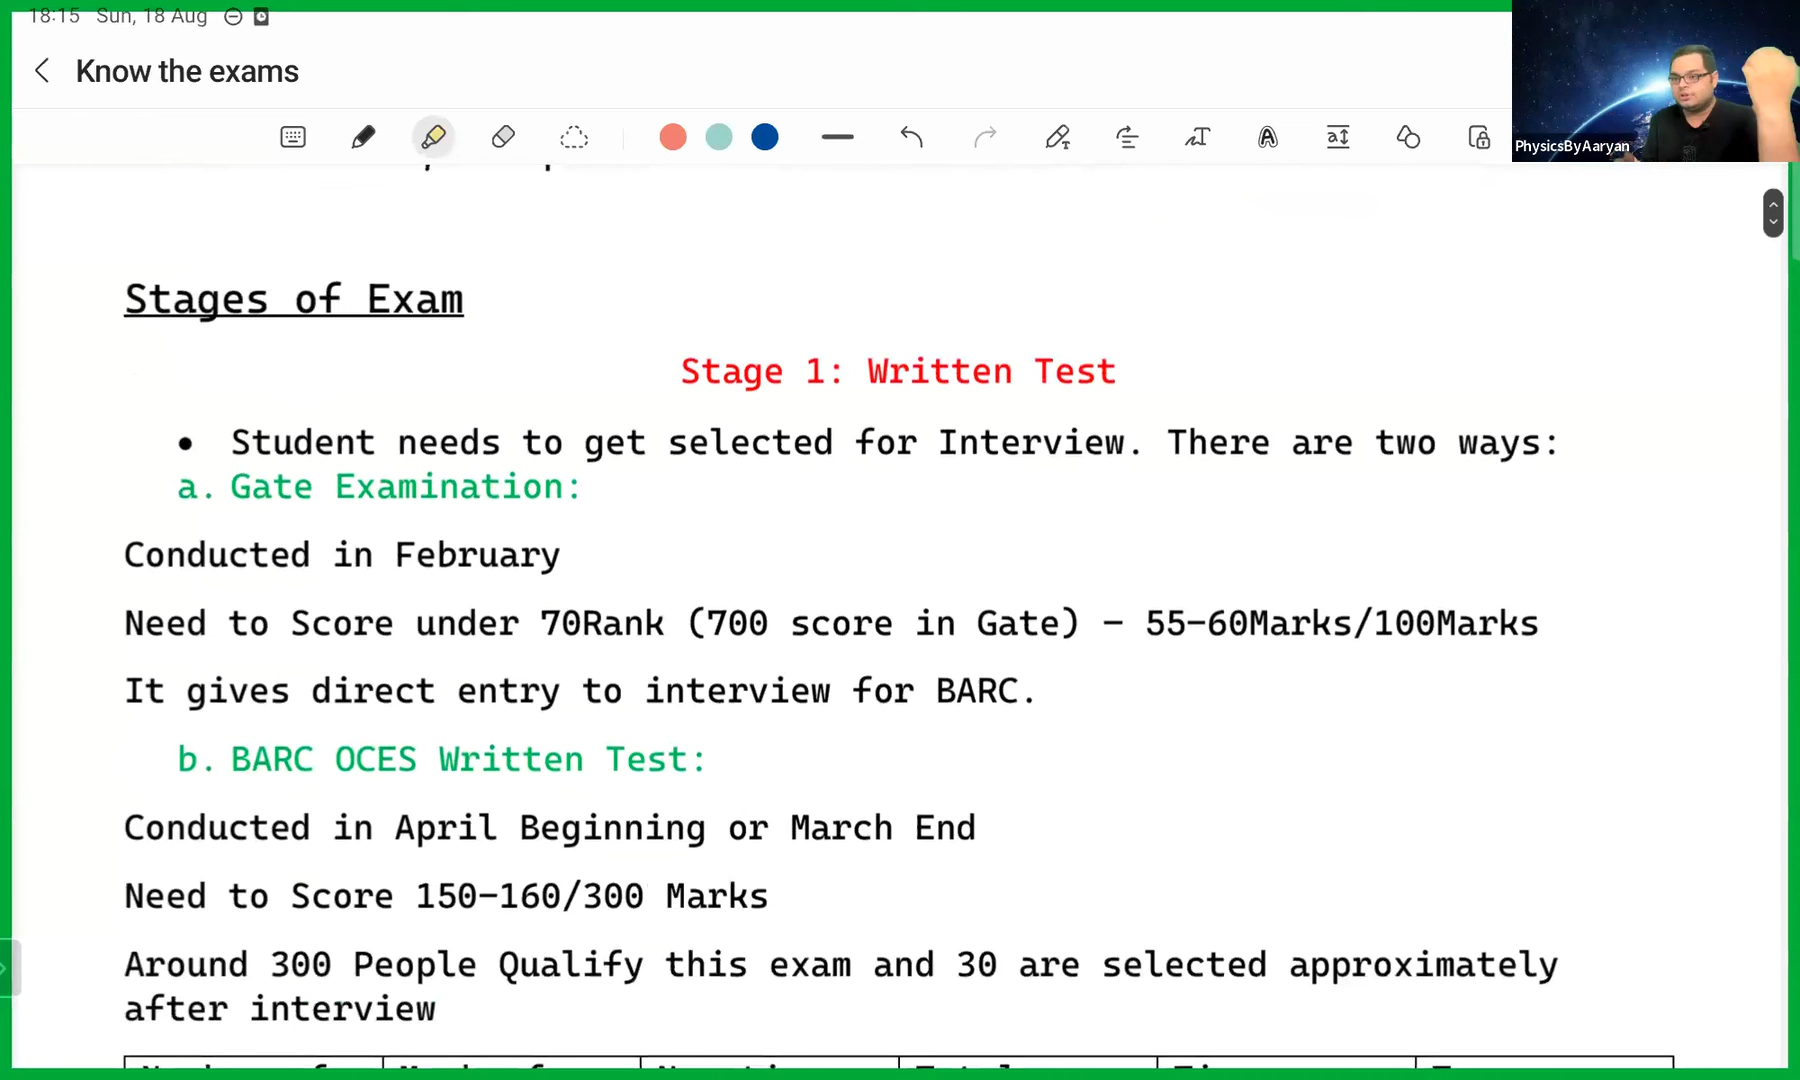 18:15 Sun, 18 Aug
Know the exams
PhysicsByAaryan
Stages of Exam
Stage 1: Written Test
• Student needs to get selected for Interview. There are two ways:
a. Gate Examination:
Conducted in February
Need to Score under 70Rank (700 score in Gate) – 55-60Marks/100Marks
It gives direct entry to interview for BARC.
b. BARC OCES Written Test:
Conducted in April Beginning or March End
Need to Score 150-160/300 Marks
Around 300 People Qualify this exam and 30 are selected approximately
after interview